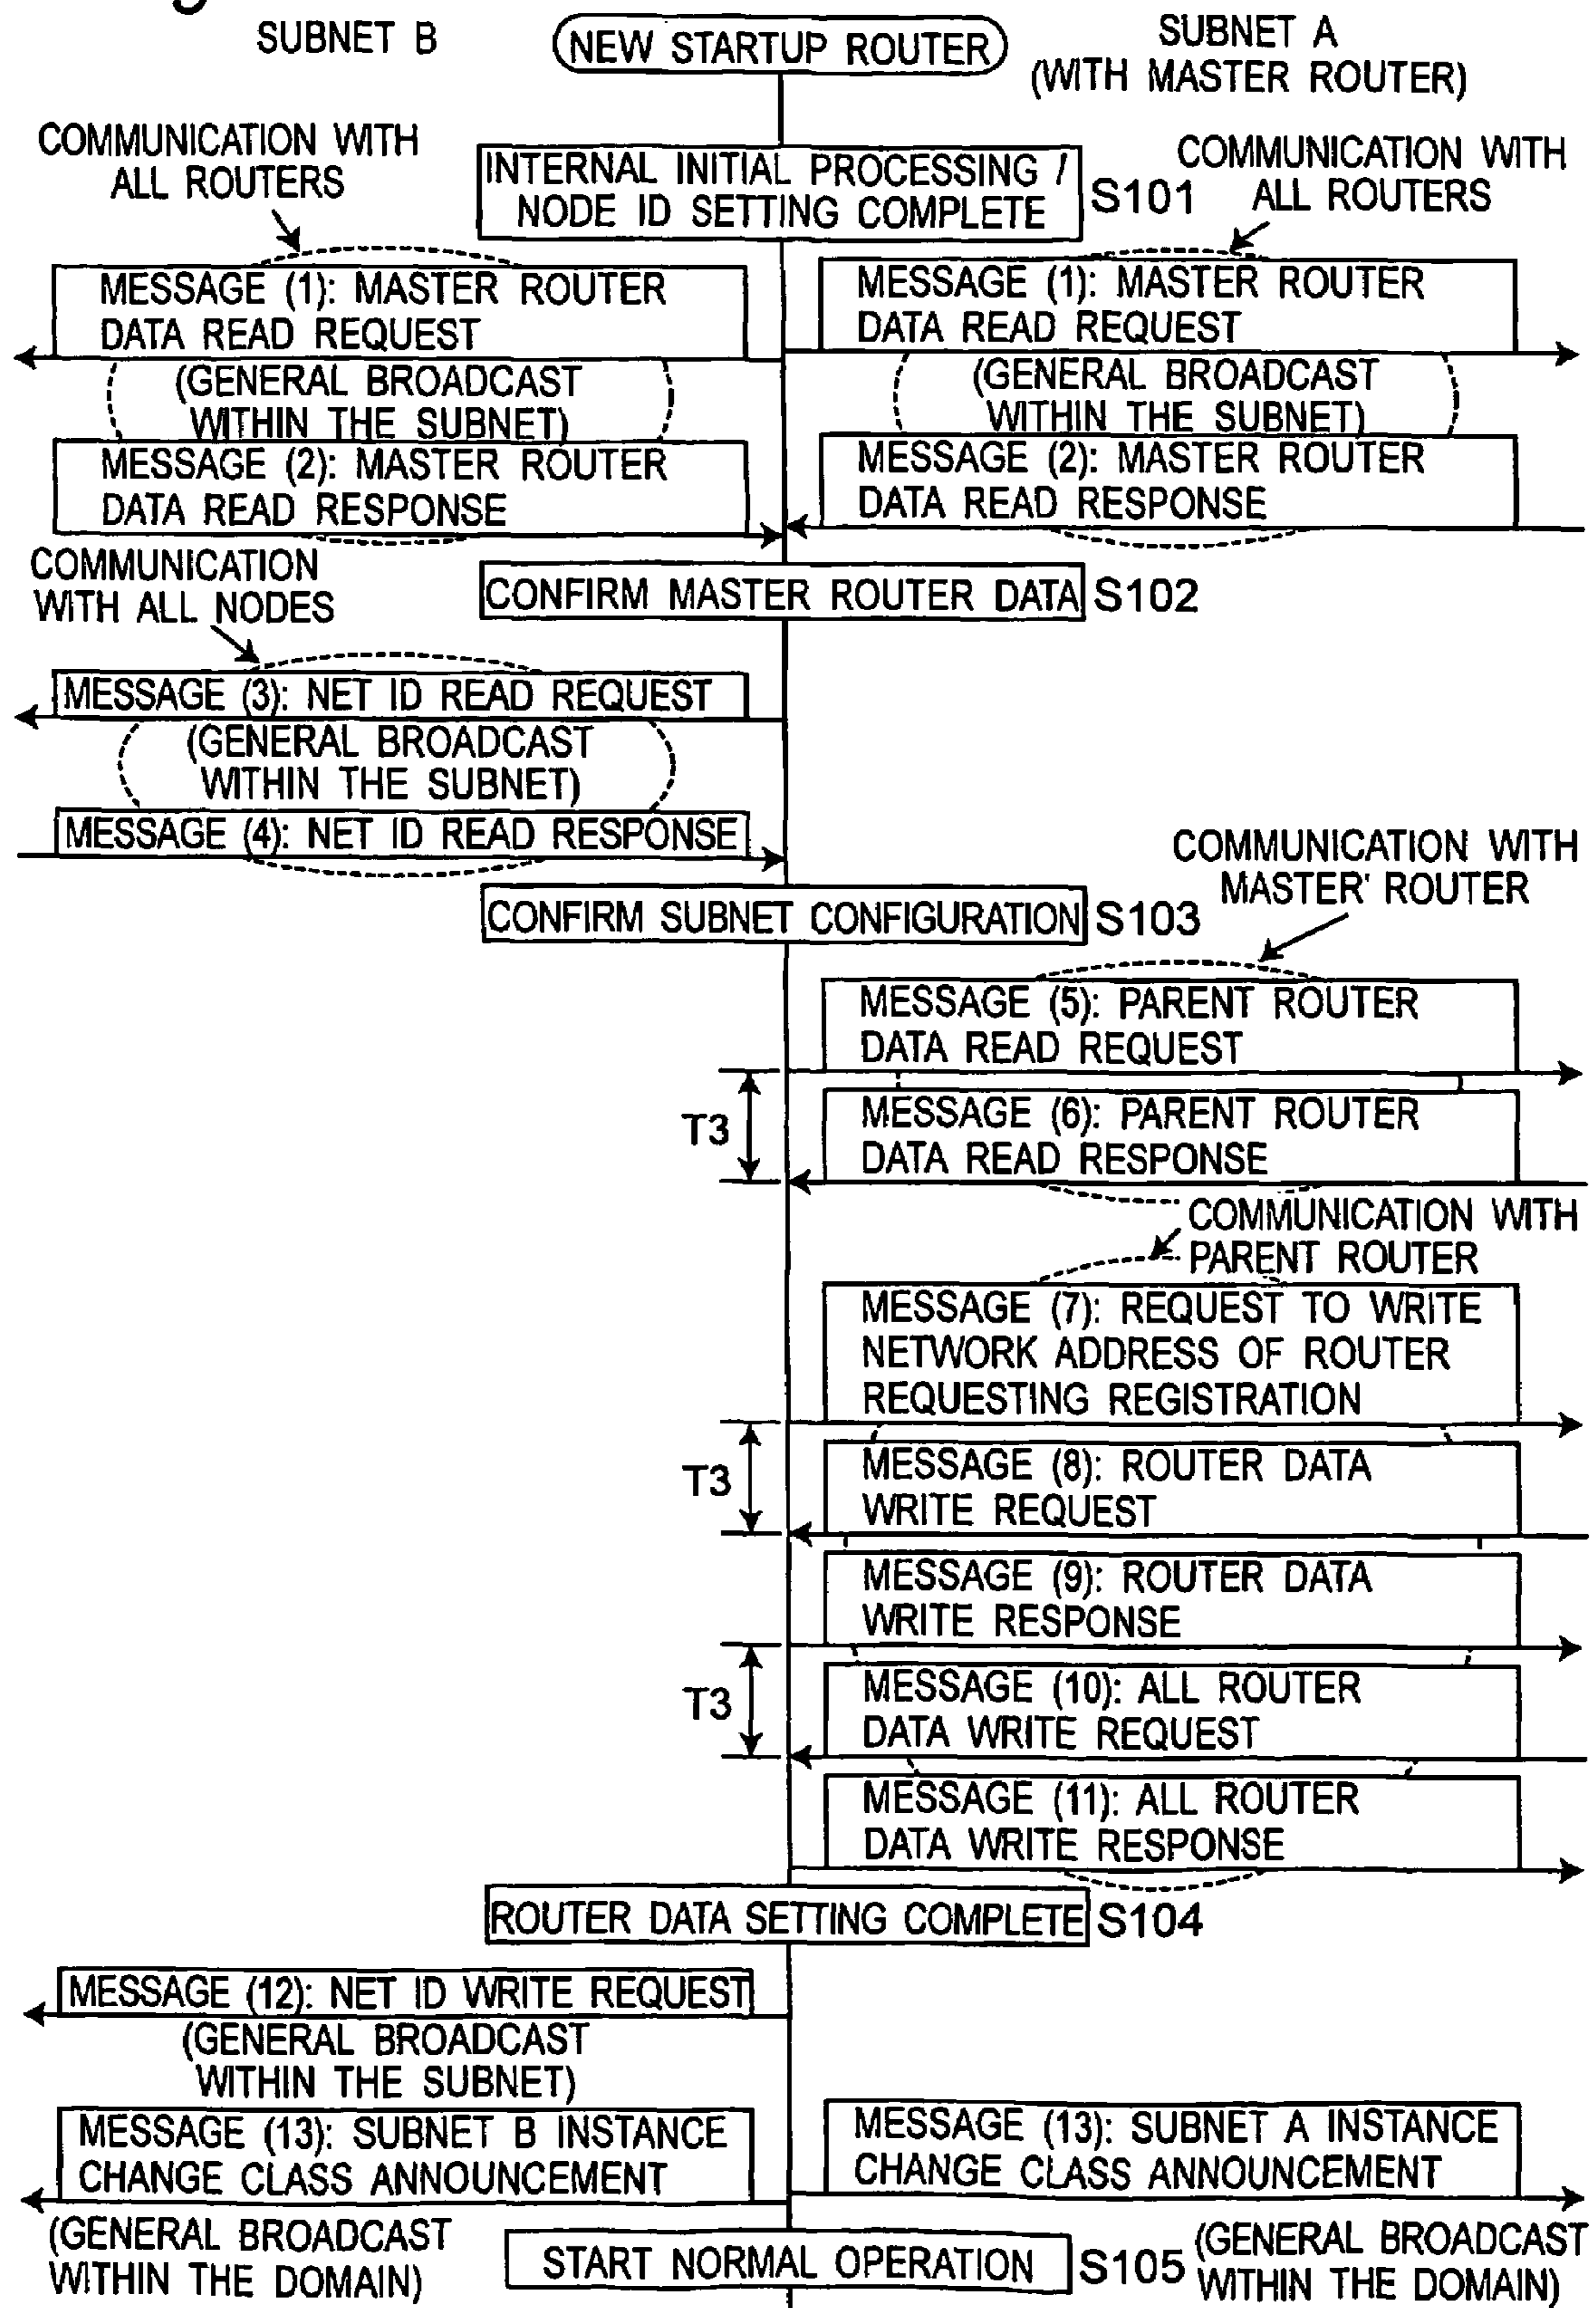 SUBNET B
NEW STARTUP ROUTER
SUBNET A
(WITH MASTER ROUTER)
COMMUNICATION WITH
ALL ROUTERS
INTERNAL INITIAL PROCESSING /
NODE ID SETTING COMPLETE
S101
COMMUNICATION WITH
ALL ROUTERS
MESSAGE (1): MASTER ROUTER
DATA READ REQUEST
(GENERAL BROADCAST
WITHIN THE SUBNET)
MESSAGE (2): MASTER ROUTER
DATA READ RESPONSE
MESSAGE (1): MASTER ROUTER
DATA READ REQUEST
(GENERAL BROADCAST
WITHIN THE SUBNET)
MESSAGE (2): MASTER ROUTER
DATA READ RESPONSE
CONFIRM MASTER ROUTER DATA
S102
COMMUNICATION
WITH ALL NODES
MESSAGE (3): NET ID READ REQUEST
(GENERAL BROADCAST
WITHIN THE SUBNET)
MESSAGE (4): NET ID READ RESPONSE
CONFIRM SUBNET CONFIGURATION
S103
COMMUNICATION WITH
MASTER' ROUTER
MESSAGE (5): PARENT ROUTER
DATA READ REQUEST
T3
MESSAGE (6): PARENT ROUTER
DATA READ RESPONSE
COMMUNICATION WITH
PARENT ROUTER
MESSAGE (7): REQUEST TO WRITE
NETWORK ADDRESS OF ROUTER
REQUESTING REGISTRATION
T3
MESSAGE (8): ROUTER DATA
WRITE REQUEST
MESSAGE (9): ROUTER DATA
WRITE RESPONSE
T3
MESSAGE (10): ALL ROUTER
DATA WRITE REQUEST
MESSAGE (11): ALL ROUTER
DATA WRITE RESPONSE
ROUTER DATA SETTING COMPLETE
S104
MESSAGE (12): NET ID WRITE REQUEST
(GENERAL BROADCAST
WITHIN THE SUBNET)
MESSAGE (13): SUBNET B INSTANCE
CHANGE CLASS ANNOUNCEMENT
(GENERAL BROADCAST
WITHIN THE DOMAIN)
MESSAGE (13): SUBNET A INSTANCE
CHANGE CLASS ANNOUNCEMENT
START NORMAL OPERATION
S105
(GENERAL BROADCAST
WITHIN THE DOMAIN)